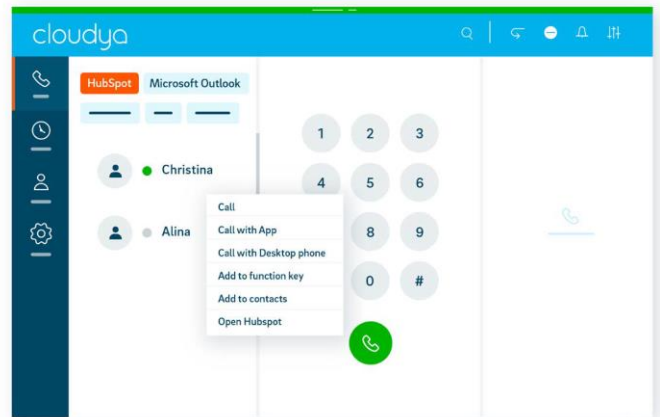 cloudya
HubSpot Microsoft Outlook
1 2 3
Christina
4 5 6
Call
Alina
Call with App
8 9
Call with Desktop phone
Add to function key
0 #
Add to contacts
Open Hubspot